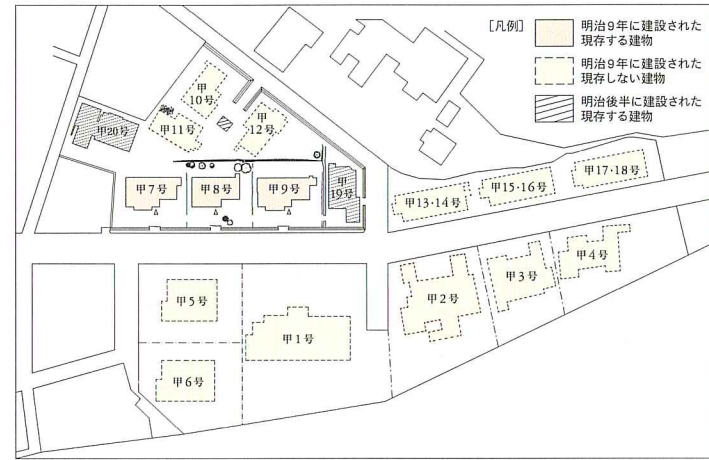 [凡例]
明治9年に建設された
現存する建物
明治9年に建設された
現存しない建物
明治後半に建設された
現存する建物
甲
10号
甲11号
甲
12号
甲20号
甲7号
甲8号
甲9号
甲
19号
甲13・14号
甲15・16号
甲17・18号
甲5号
甲6号
甲1号
甲2号
甲3号
甲4号